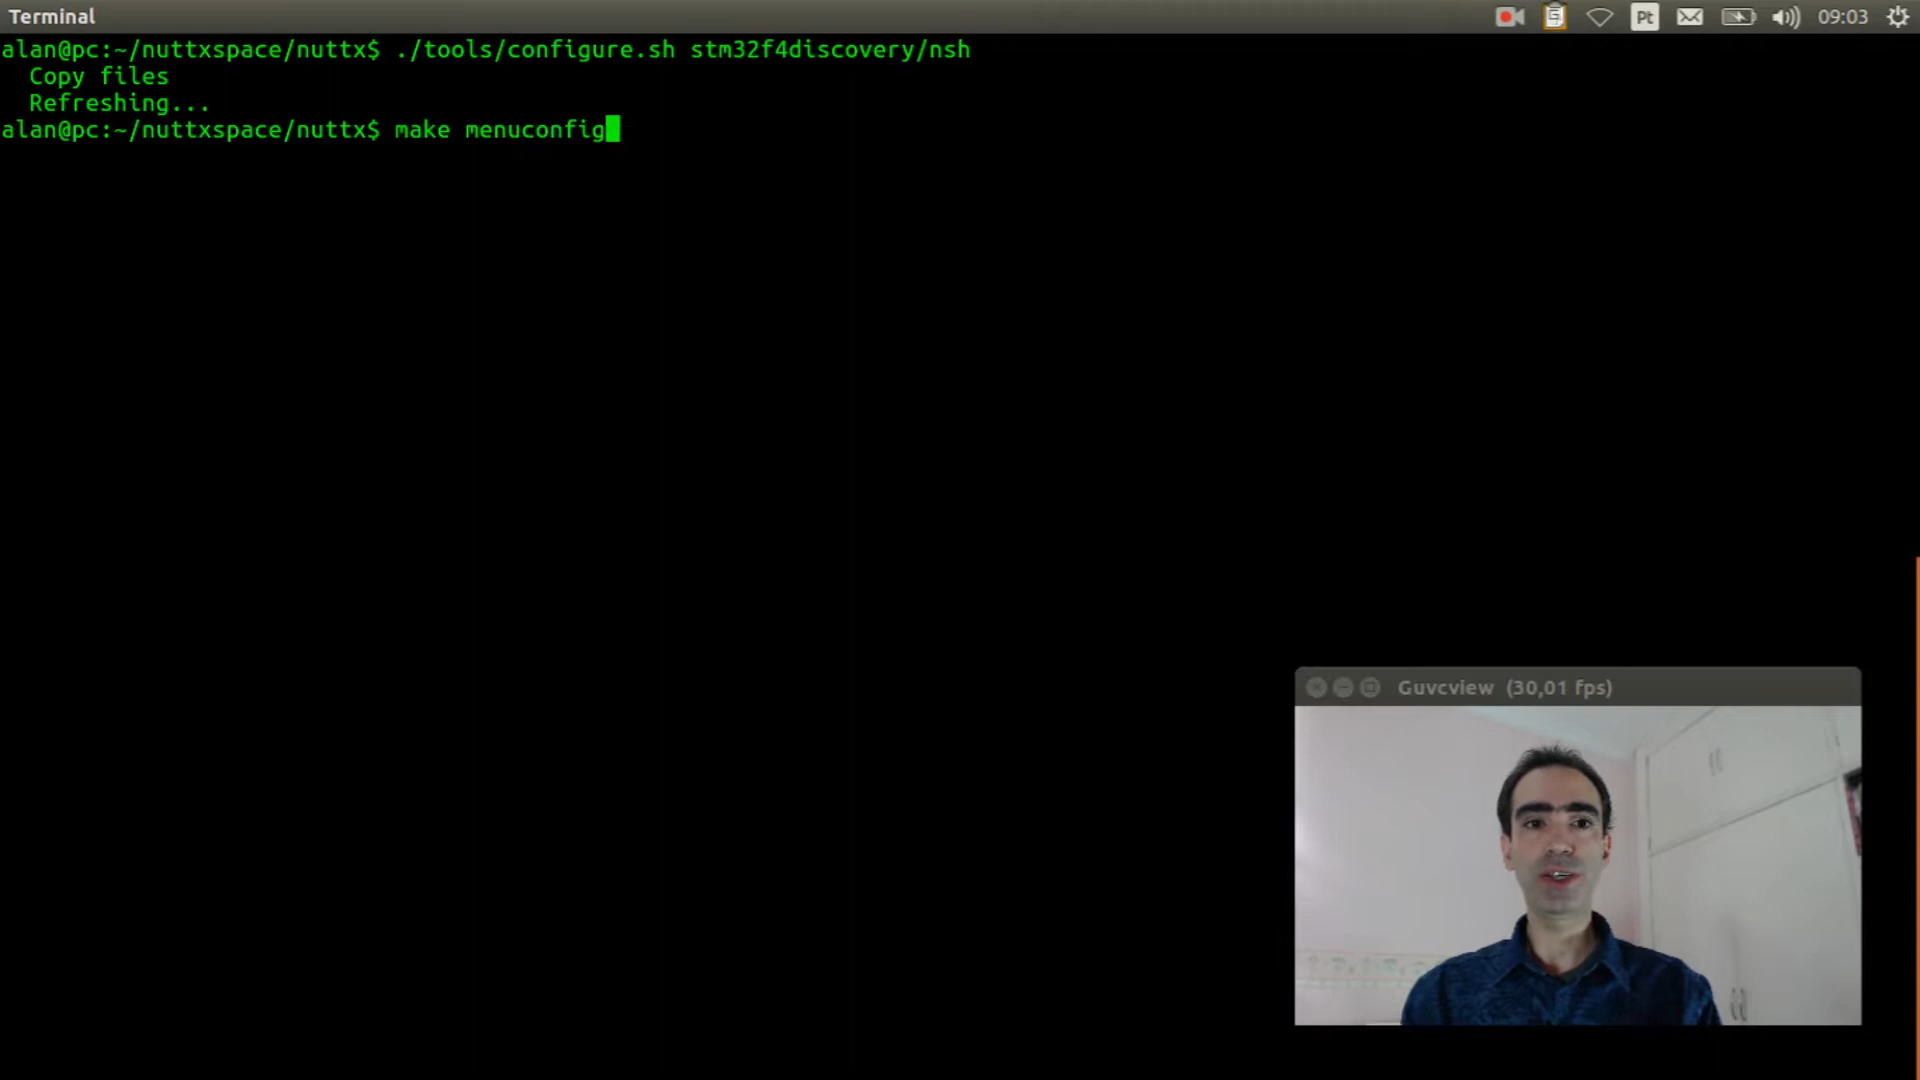 Terminal
Pt
09:03
alan@pc:~/nuttxspace/nuttx$ ./tools/configure.sh stm32f4discovery/nsh
  Copy files
  Refreshing...
alan@pc:~/nuttxspace/nuttx$ make menuconfig
Guvcview (30,01 fps)